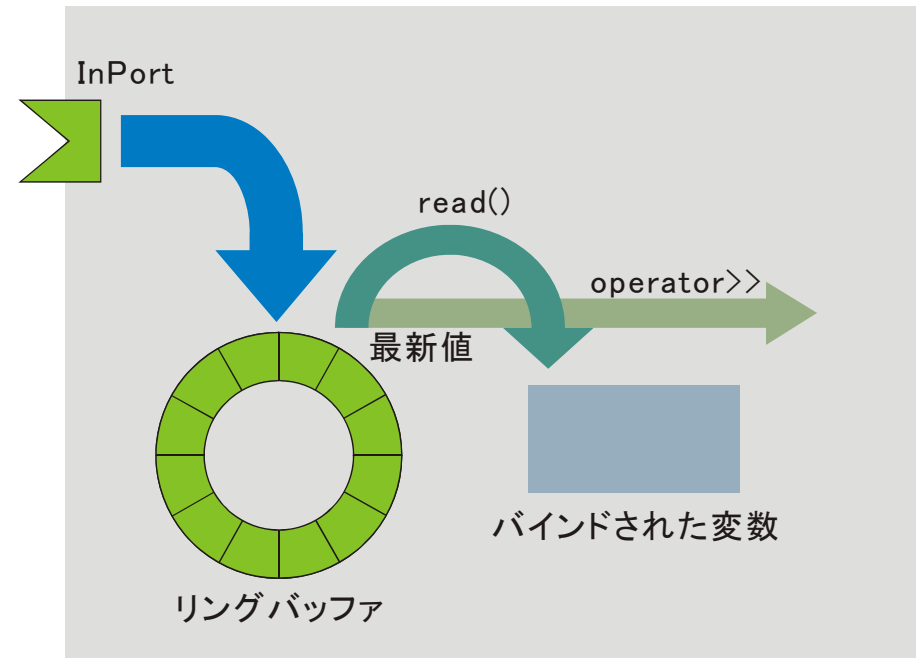 InPort
read()
operator>>
最新値
バインドされた変数
リングバッファ